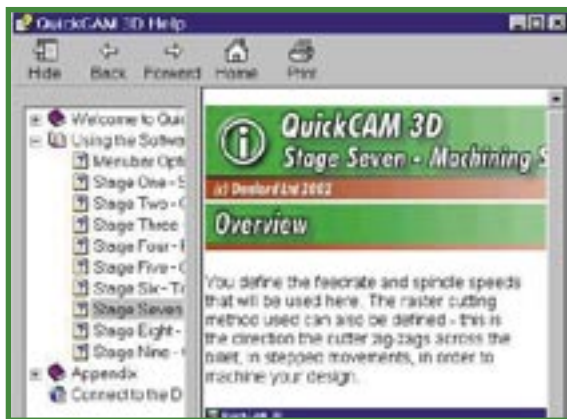 QuickCAM 3D Help
Hide Back Forward Home Print
Welcome to Quic
Using the Softwa
Menubar Opti
Stage One - S
Stage Two - C
Stage Three
Stage Four - F
Stage Five - C
Stage Six - T
Stage Seven
Stage Eight -
Stage Nine -
Appendix
Connect to the D
QuickCAM 3D
Stage Seven - Machining S
(c) Denford Ltd 2002
Overview
You define the feedrate and spindle speeds
that will be used here. The raster cutting
method used can also be defined - this is
the direction the cutter zig-zags across the
billet, in stepped movements, in order to
machine your design.